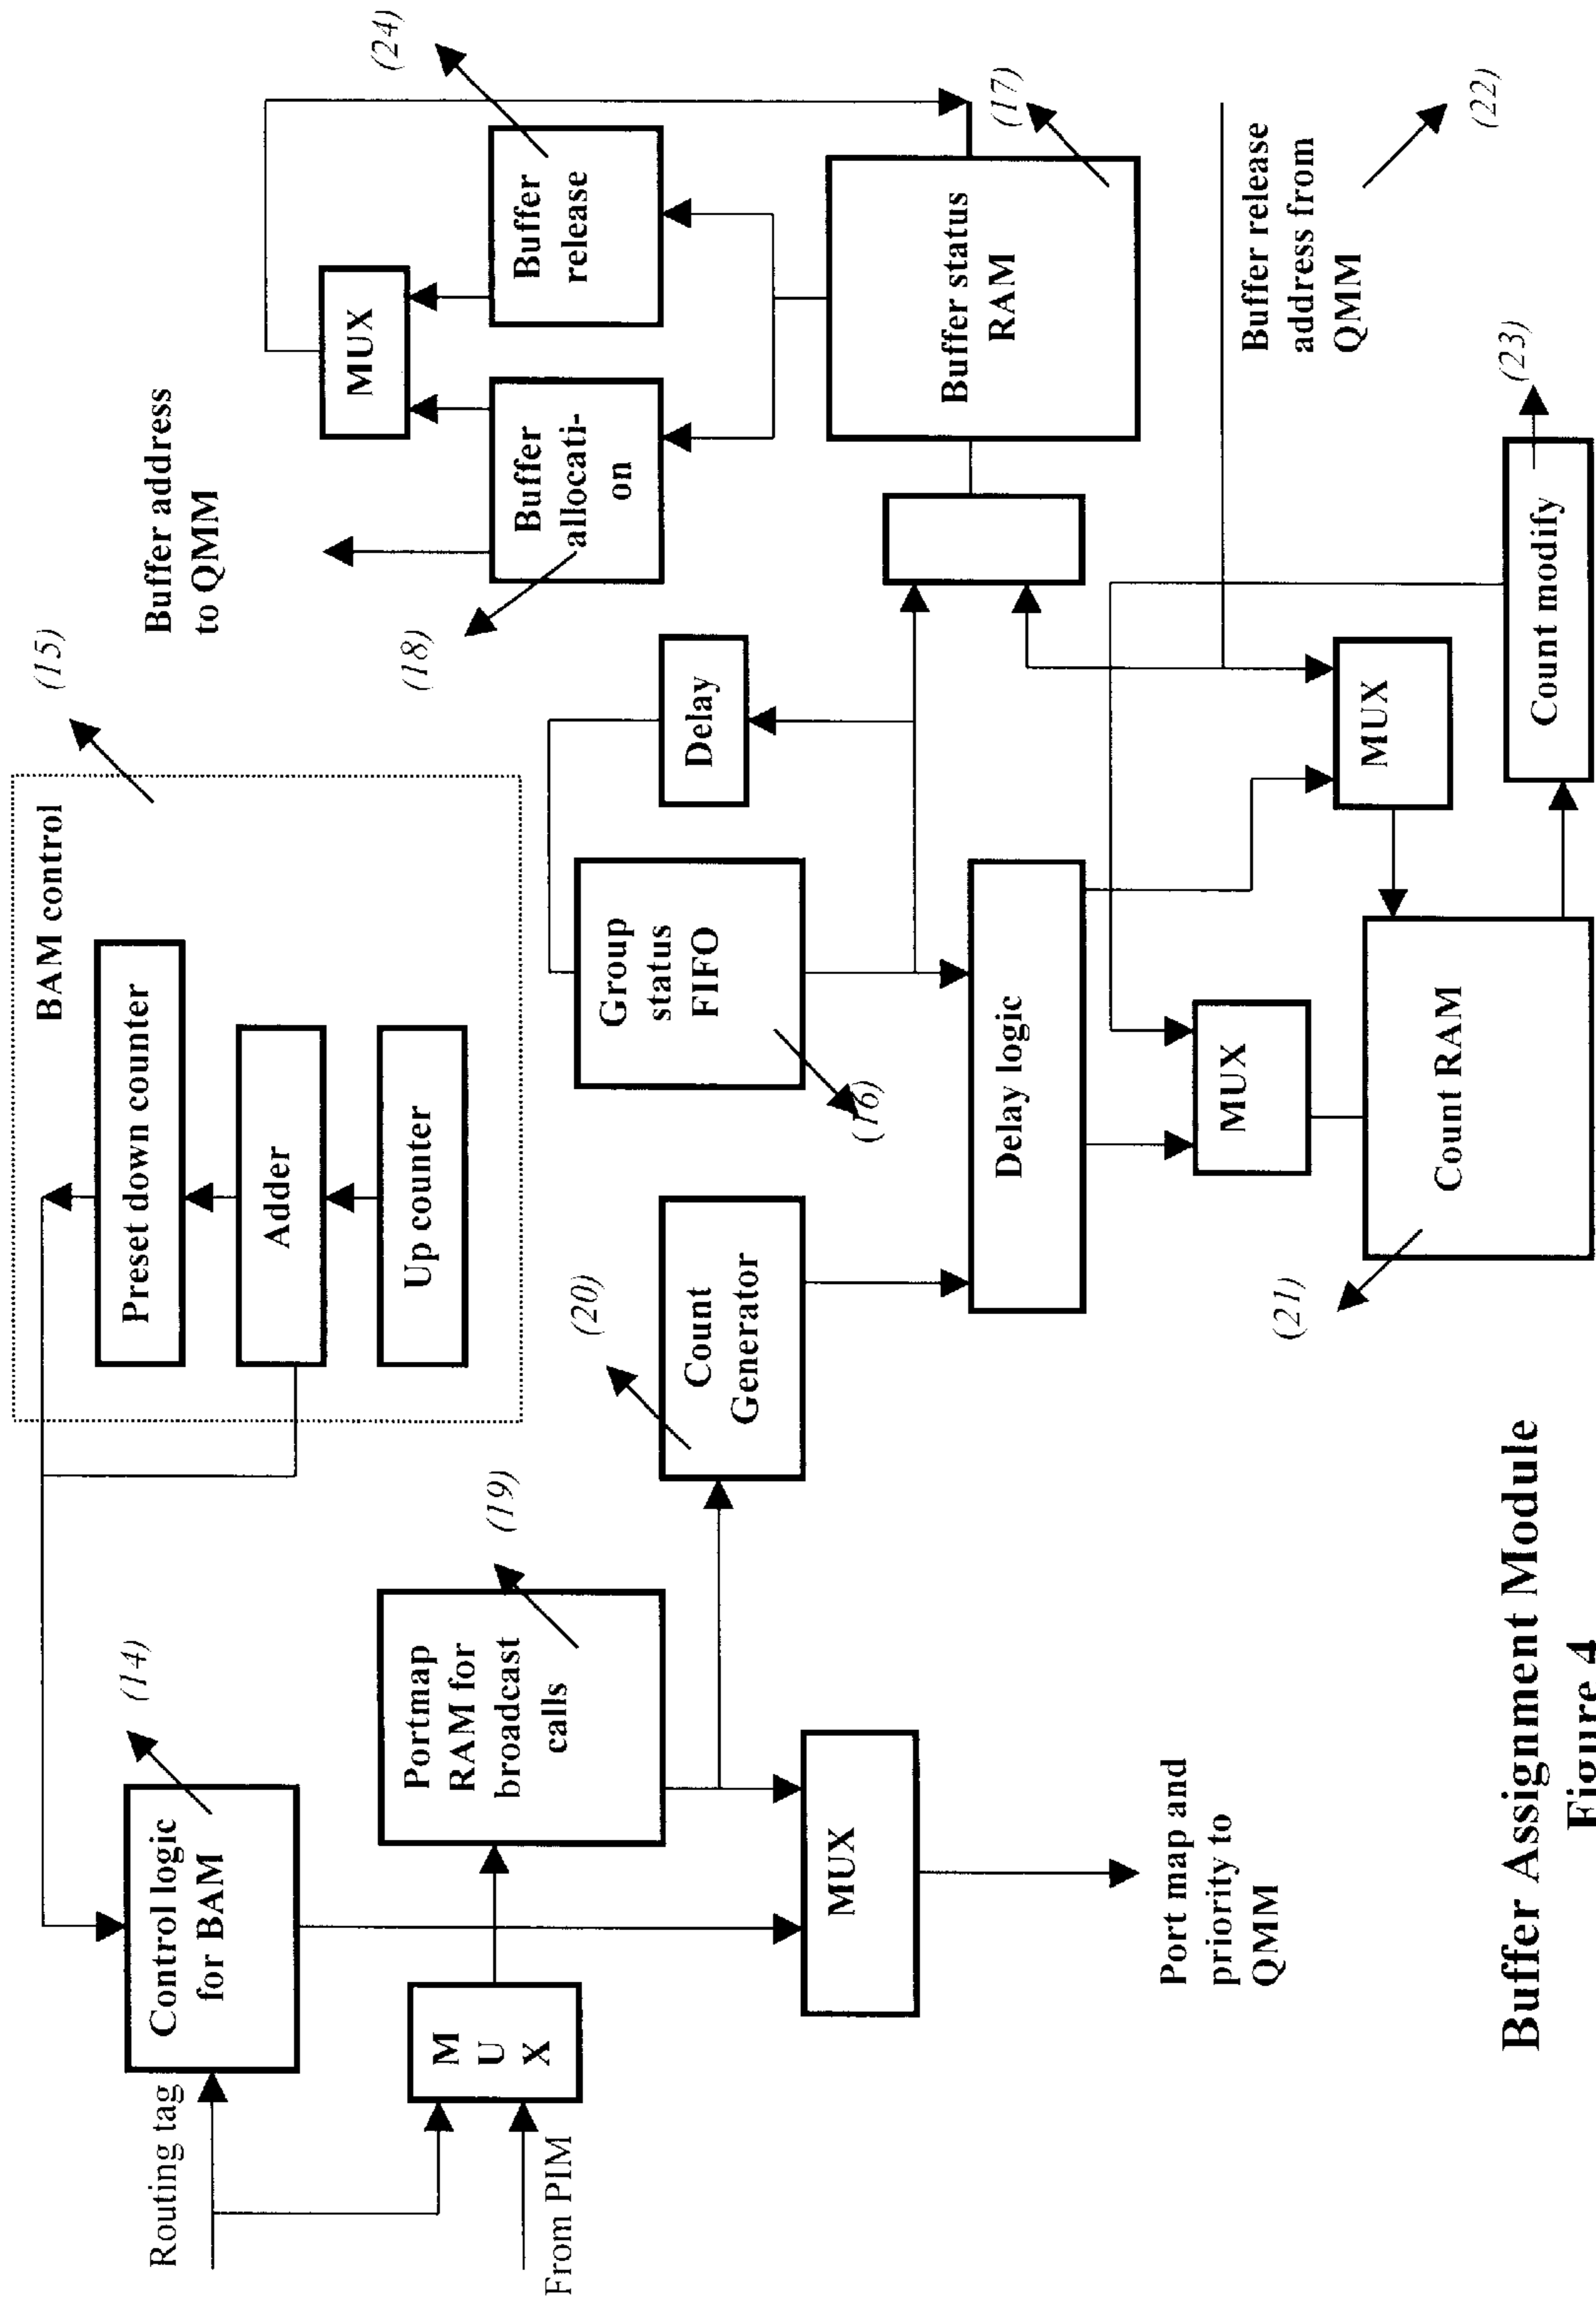 Routing tag
Control logic
for BAM
(14)
M
U
X
From PIM
Portmap
RAM for
broadcast
calls
(19)
MUX
Port map and
priority to
QMM
BAM control
Preset down counter
Adder
Up counter
(15)
Count
Generator
(20)
Group
status
FIFO
(16)
Delay
Delay logic
MUX
MUX
Count RAM
(21)
Count modify
(23)
Buffer address
to QMM
(18)
Buffer
allocati-
on
MUX
Buffer
release
(24)
Buffer status
RAM
(17)
Buffer release
address from
QMM
(22)
Buffer Assignment Module
Figure 4